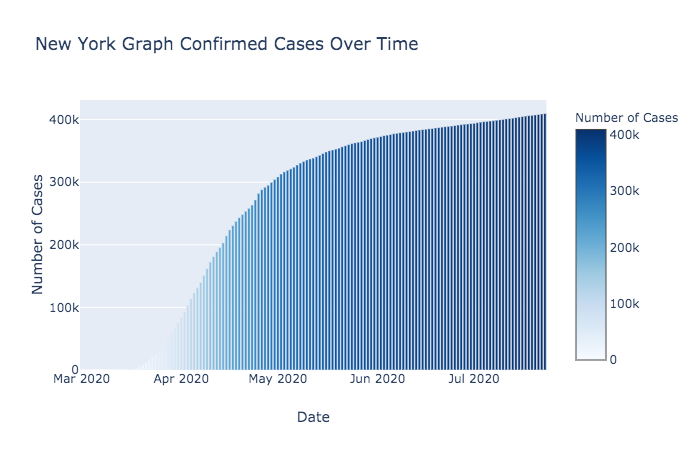 New York Graph Confirmed Cases Over Time
Number of Cases
400k
300k
200k
100k
0
Mar 2020 Apr 2020 May 2020 Jun 2020 Jul 2020
Date
Number of Cases
400k
300k
200k
100k
0